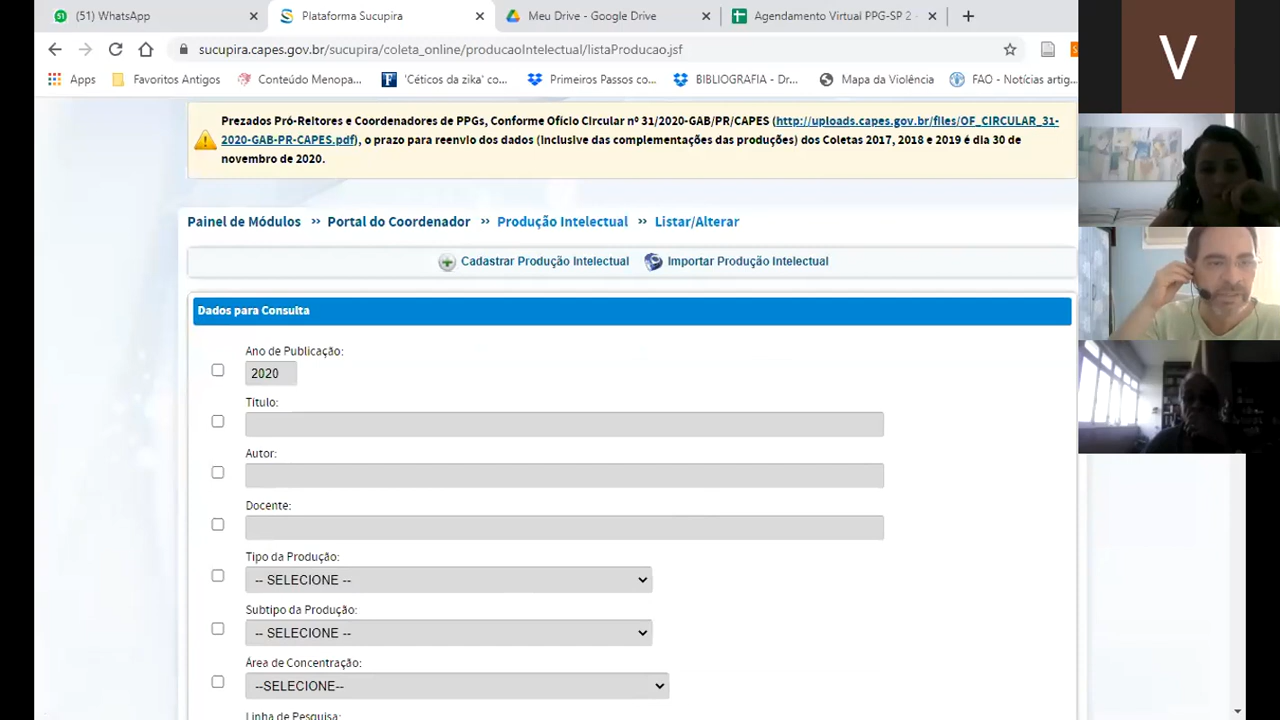 (51) WhatsApp
Plataforma Sucupira
Meu Drive - Google Drive
Agendamento Virtual PPG-SP 2 -
sucupira.capes.gov.br/sucupira/coleta_online/producaoIntelectual/listaProducao.jsf
Apps
Favoritos Antigos
Conteúdo Menopa...
'Céticos da zika' co...
Primeiros Passos co...
BIBLIOGRAFIA - Dr...
Mapa da Violência
FAO - Notícias artig...
V
Prezados Pró-Reitores e Coordenadores de PPGs, Conforme Ofício Circular nº 31/2020-GAB/PR/CAPES (http://uploads.capes.gov.br/files/OF_CIRCULAR_31-
2020-GAB-PR-CAPES.pdf), o prazo para reenvio dos dados (inclusive das complementações das produções) dos Coletas 2017, 2018 e 2019 é dia 30 de
novembro de 2020.
Painel de Módulos » Portal do Coordenador » Produção Intelectual » Listar/Alterar
Cadastrar Produção Intelectual Importar Produção Intelectual
Dados para Consulta
Ano de Publicação:
2020
Título:
Autor:
Docente:
Tipo da Produção:
-- SELECIONE --
Subtipo da Produção:
-- SELECIONE --
Área de Concentração:
--SELECIONE--
Linha de Pesquisa: